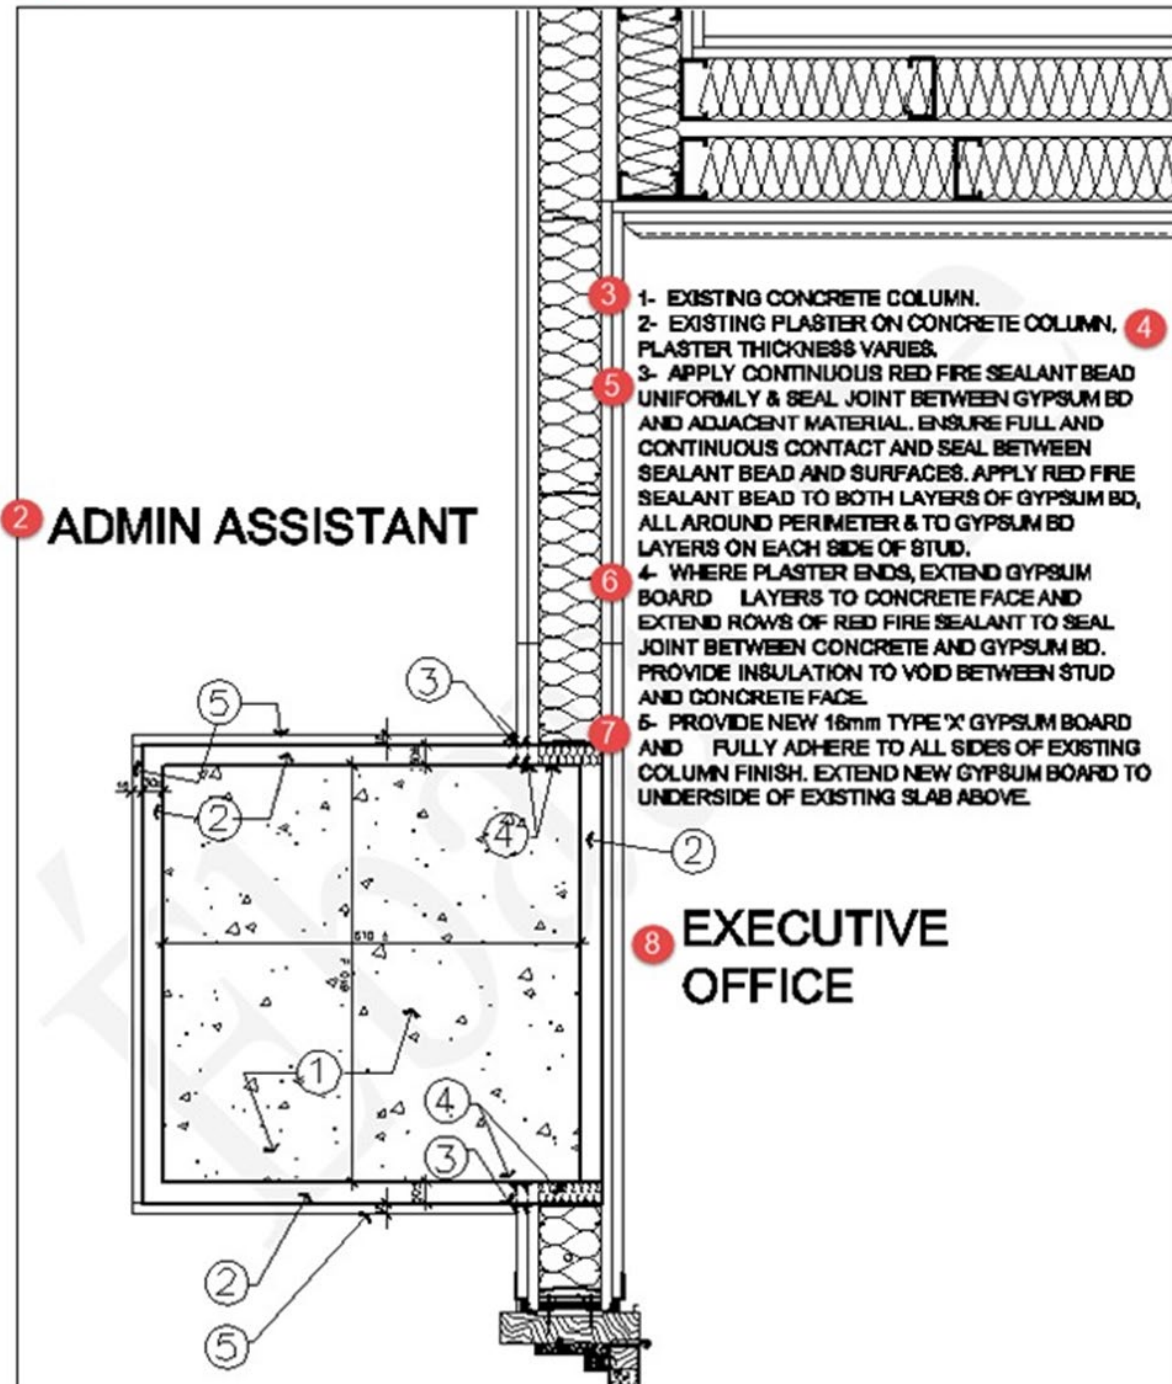 3 1- EXISTING CONCRETE COLUMN.
2- EXISTING PLASTER ON CONCRETE COLUMN, 4
PLASTER THICKNESS VARIES.
5 3- APPLY CONTINUOUS RED FIRE SEALANT BEAD
UNIFORMLY & SEAL JOINT BETWEEN GYPSUM BD
AND ADJACENT MATERIAL. ENSURE FULL AND
CONTINUOUS CONTACT AND SEAL BETWEEN
SEALANT BEAD AND SURFACES. APPLY RED FIRE
SEALANT BEAD TO BOTH LAYERS OF GYPSUM BD,
ALL AROUND PERIMETER & TO GYPSUM BD
LAYERS ON EACH SIDE OF STUD.
2 ADMIN ASSISTANT
6 4- WHERE PLASTER ENDS, EXTEND GYPSUM
BOARD LAYERS TO CONCRETE FACE AND
EXTEND ROWS OF RED FIRE SEALANT TO SEAL
JOINT BETWEEN CONCRETE AND GYPSUM BD.
PROVIDE INSULATION TO VOID BETWEEN STUD
AND CONCRETE FACE.
7 5- PROVIDE NEW 16mm TYPE 'X' GYPSUM BOARD
AND FULLY ADHERE TO ALL SIDES OF EXISTING
COLUMN FINISH. EXTEND NEW GYPSUM BOARD TO
UNDERSIDE OF EXISTING SLAB ABOVE.
3
5
2
4
2
8 EXECUTIVE
OFFICE
610
1
4
3
2
5